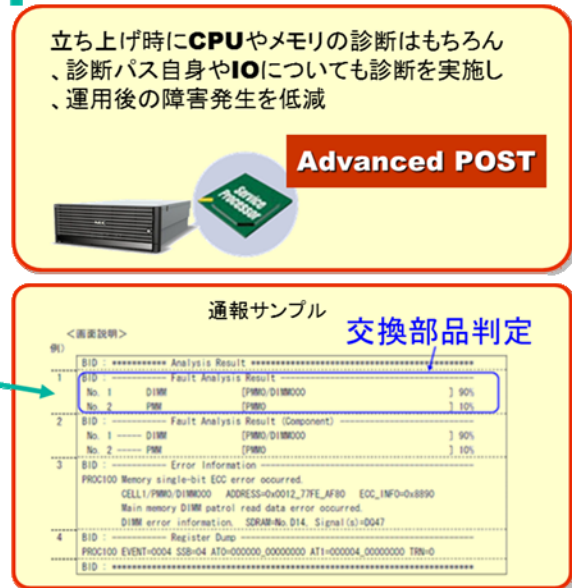 立ち上げ時にCPUやメモリの診断はもちろん
、診断パス自身やIOについても診断を実施し
、運用後の障害発生を低減
Advanced POST
NEC
Service
Processor
通報サンプル
<画面説明>
交換部品判定
例)
BID : *********** Analysis Result ********************************************
1 BID : ---------- Fault Analysis Result ----------------------------------------
No. 1 DIMM [PMM0/DIMM000 ] 90%
No. 2 PMM [PMM0 ] 10%
2 BID : ---------- Fault Analysis Result (Component) ---------------------------
No. 1 ----- DIMM [PMM0/DIMM000 ] 90%
No. 2 ----- PMM [PMM0 ] 10%
3 BID : ---------- Error Information --------------------------------------------
PROC100 Memory single-bit ECC error occurred.
CELL1/PMM0/DIMM000 ADDRESS=0x0012_77FE_AF80 ECC_INFO=0x8890
Main memory DIMM patrol read data error occurred.
DIMM error information. SDRAM=No.D14, Signal(s)=DQ47
4 BID : ---------- Register Dump -----------------------------------------------
PROC100 EVENT=0004 SSB=04 AT0=000000_00000000 AT1=000004_00000000 TRN=0
BID : ************************************************************************